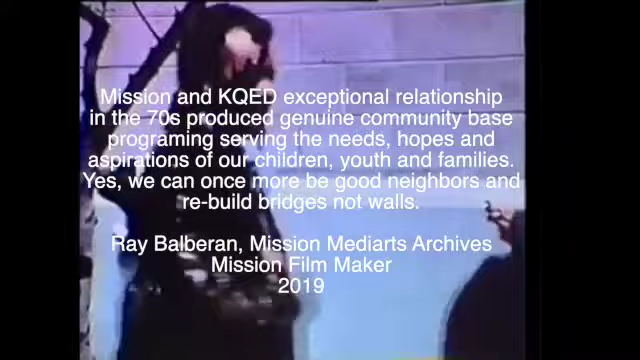 Mission and KQED exceptional relationship
in the 70s produced genuine community base
programing serving the needs, hopes and
aspirations of our children, youth and families.
Yes, we can once more be good neighbors and
re-build bridges not walls.
Ray Balberan, Mission Mediarts Archives
Mission Film Maker
2019